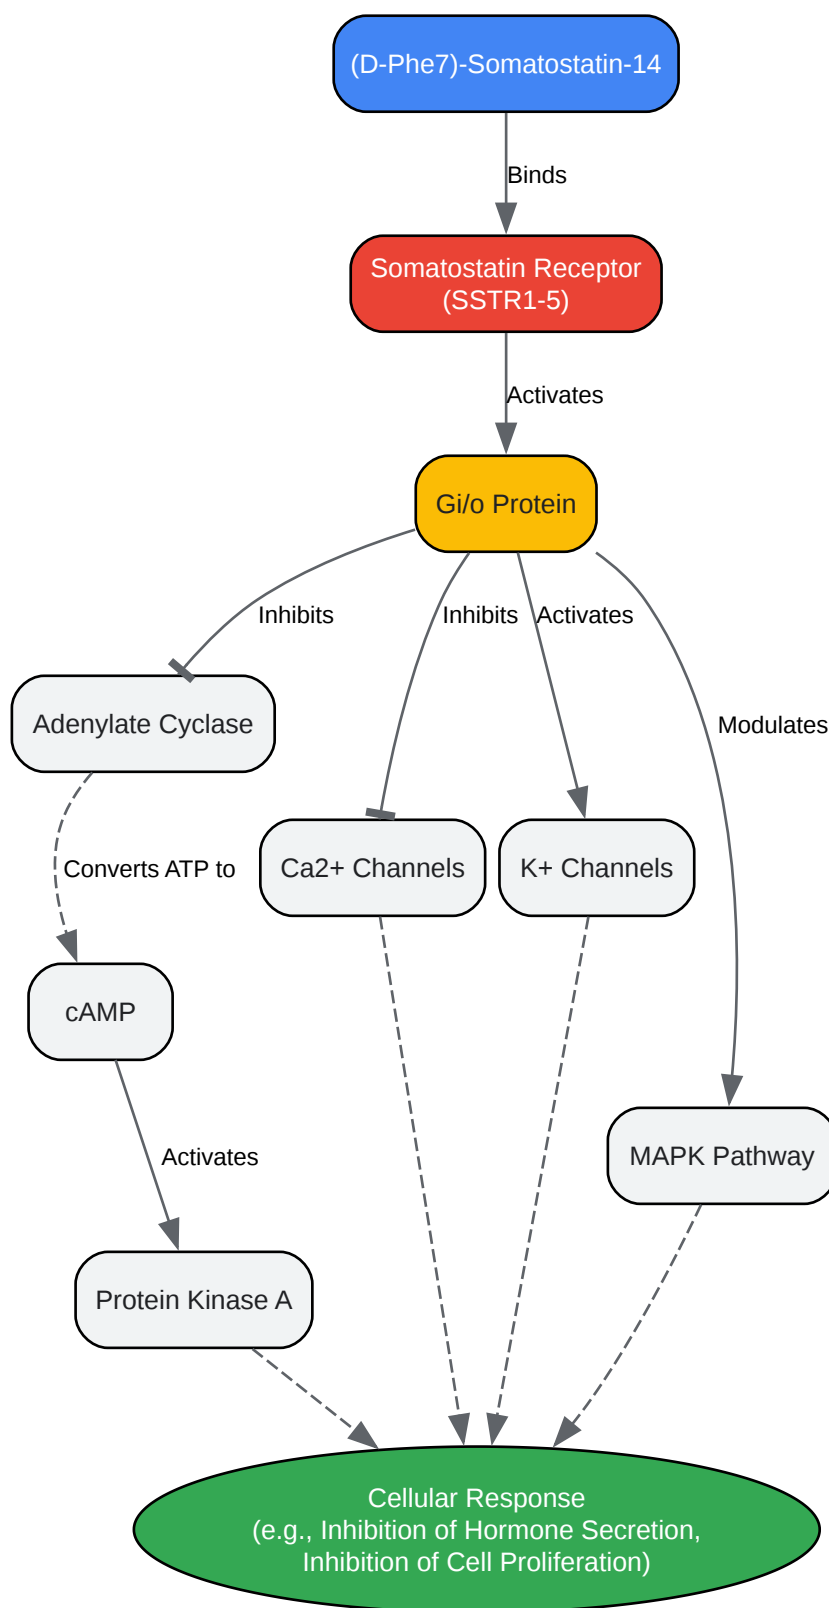 (D-Phe7)-Somatostatin-14
Binds
Somatostatin Receptor
(SSTR1-5)
Activates
Gi/o Protein
Inhibits
Inhibits
Activates
Adenylate Cyclase
Modulates
Converts ATP to
Ca2+ Channels
K+ Channels
cAMP
Activates
MAPK Pathway
Protein Kinase A
Cellular Response
(e.g., Inhibition of Hormone Secretion,
Inhibition of Cell Proliferation)